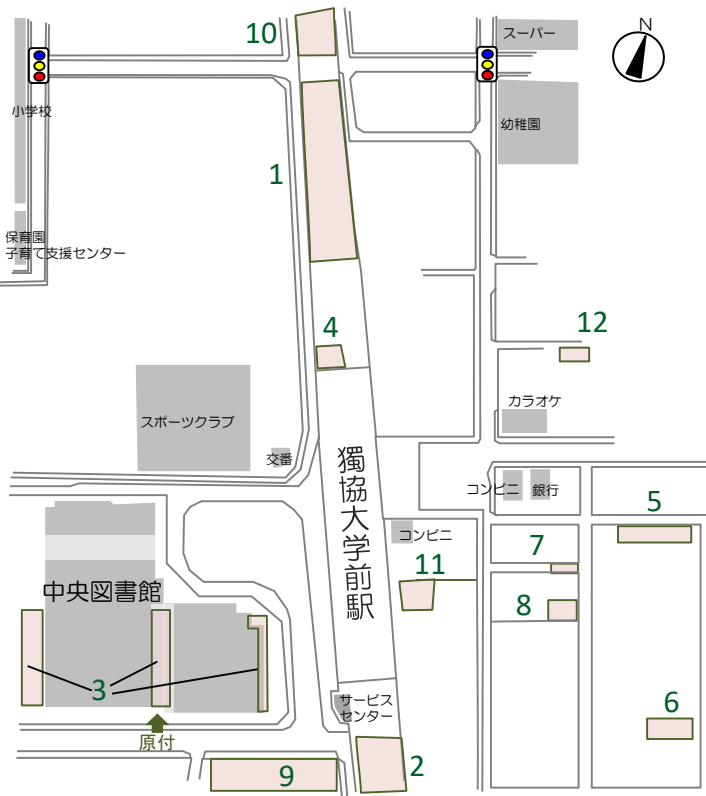 10
スーパー
N
小学校
幼稚園
1
保育園
子育て支援センター
4
12
カラオケ
スポーツクラブ
交番
獨協大学前駅
コンビニ
銀行
5
コンビニ
7
11
中央図書館
8
3
サービス
センター
6
原付
2
9